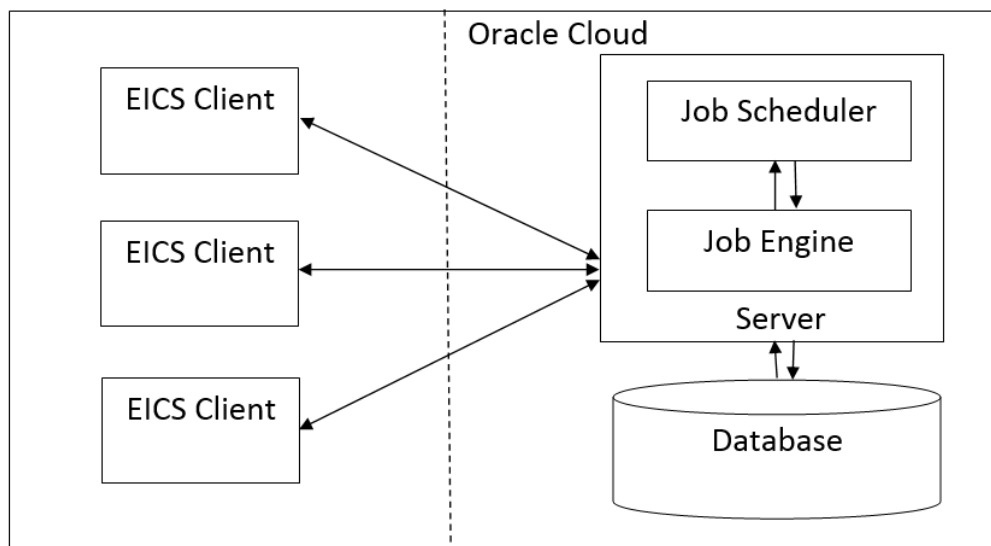 Oracle Cloud
EICS Client
Job Scheduler
EICS Client
Job Engine
Server
EICS Client
Database